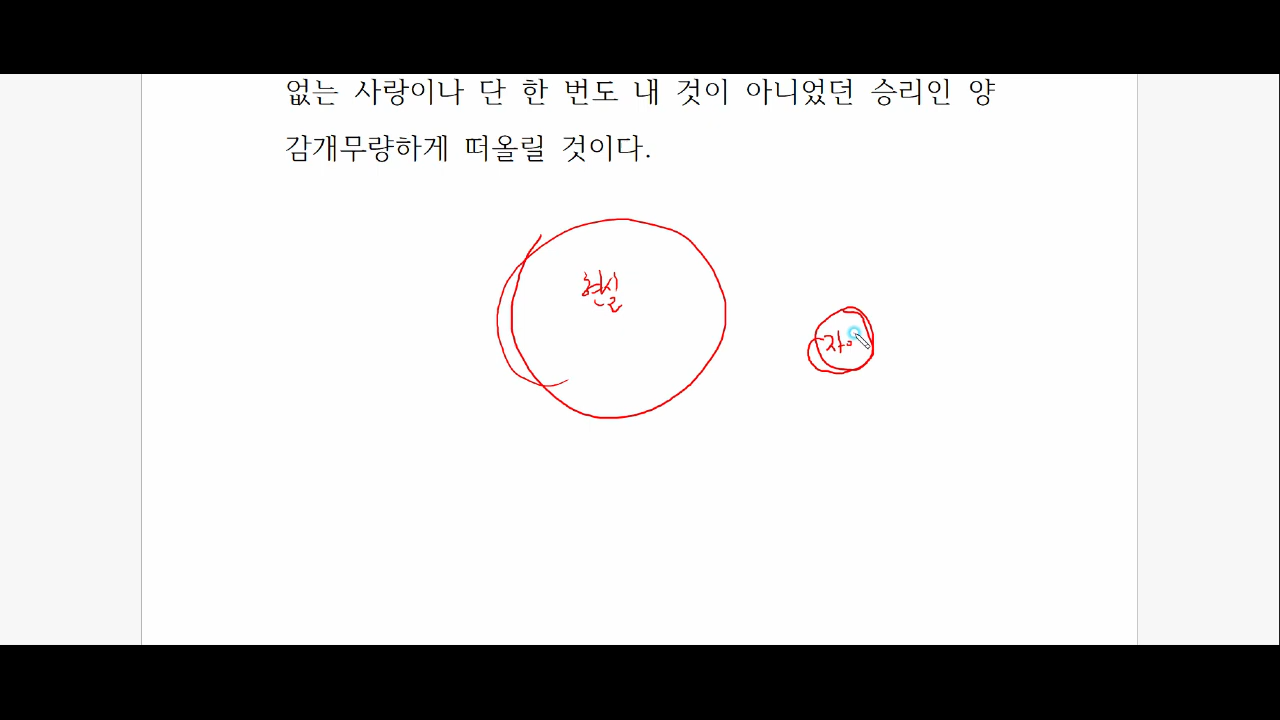 없는 사랑이나 단 한 번도 내 것이 아니었던 승리인 양
감개무량하게 떠올릴 것이다.
현실